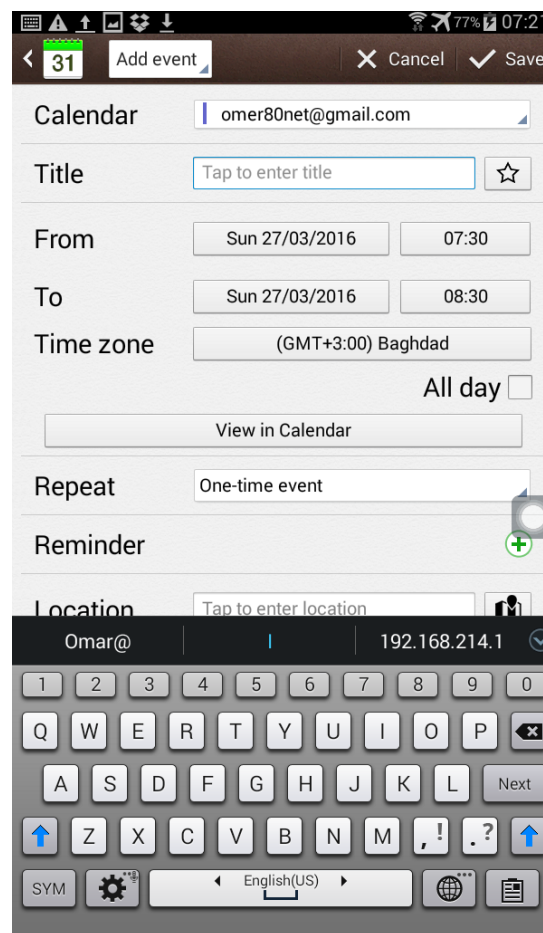 77% 07:21
31 Add event Cancel Save
Calendar omer80net@gmail.com
Title Tap to enter title
From Sun 27/03/2016 07:30
To Sun 27/03/2016 08:30
Time zone (GMT+3:00) Baghdad
All day
View in Calendar
Repeat One-time event
Reminder
Location Tap to enter location
Omar@ I 192.168.214.1
1 2 3 4 5 6 7 8 9 0
Q W E R T Y U I O P
A S D F G H J K L Next
Z X C V B N M , ! . ?
SYM English(US)